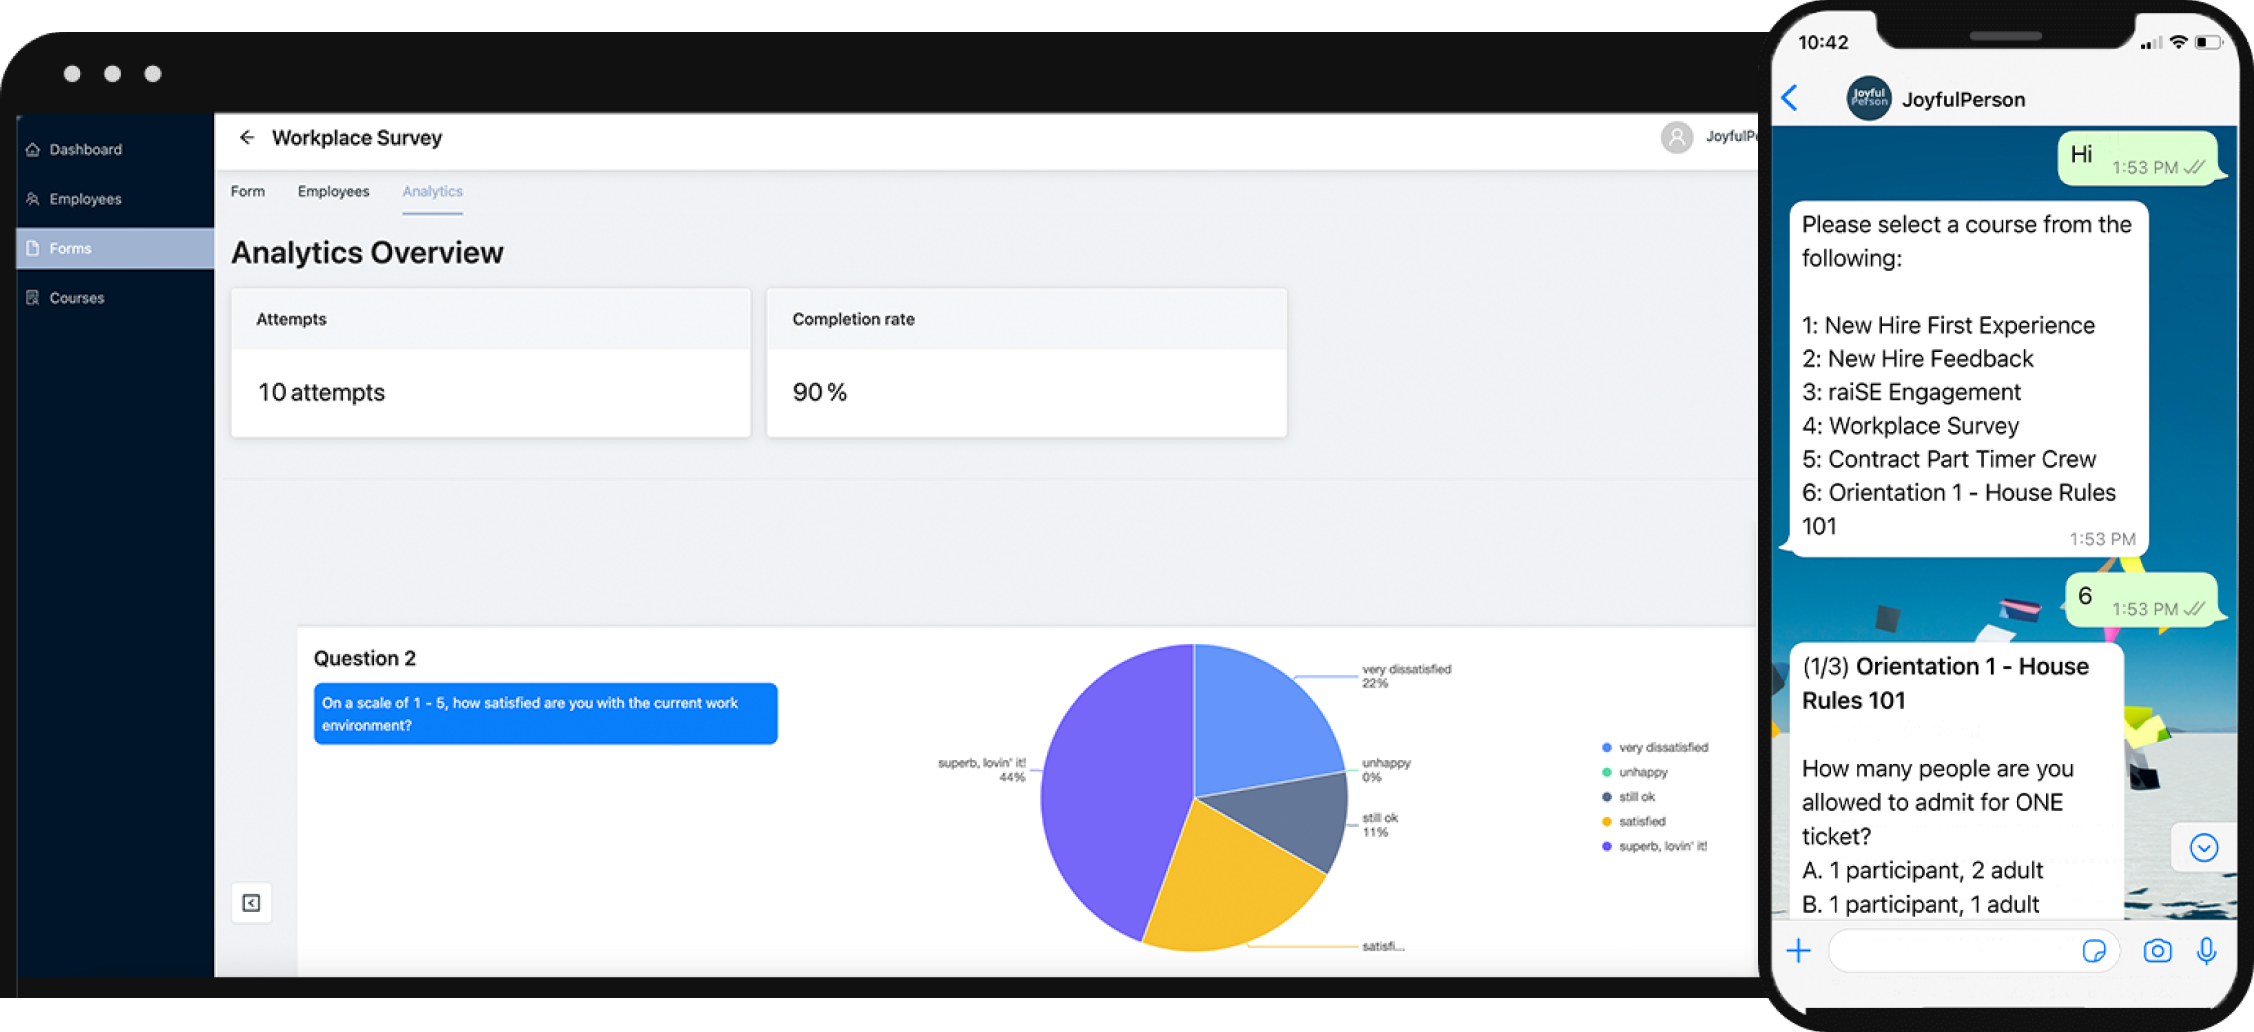 Dashboard
Employees
Forms
Courses
Workplace Survey
JoyfulP
Form
Employees
Analytics
Analytics Overview
Attempts
10 attempts
Completion rate
90 %
Question 2
On a scale of 1 - 5, how satisfied are you with the current work
environment?
very dissatisfied
22%
unhappy
0%
still ok
11%
satisfi...
superb, lovin' it!
44%
very dissatisfied
unhappy
still ok
satisfied
superb, lovin' it!
10:42
Joyful
Person
JoyfulPerson
Hi
1:53 PM
Please select a course from the
following:
1: New Hire First Experience
2: New Hire Feedback
3: raiSE Engagement
4: Workplace Survey
5: Contract Part Timer Crew
6: Orientation 1 - House Rules
101
1:53 PM
6
1:53 PM
(1/3) Orientation 1 - House
Rules 101
How many people are you
allowed to admit for ONE
ticket?
A. 1 participant, 2 adult
B. 1 participant, 1 adult